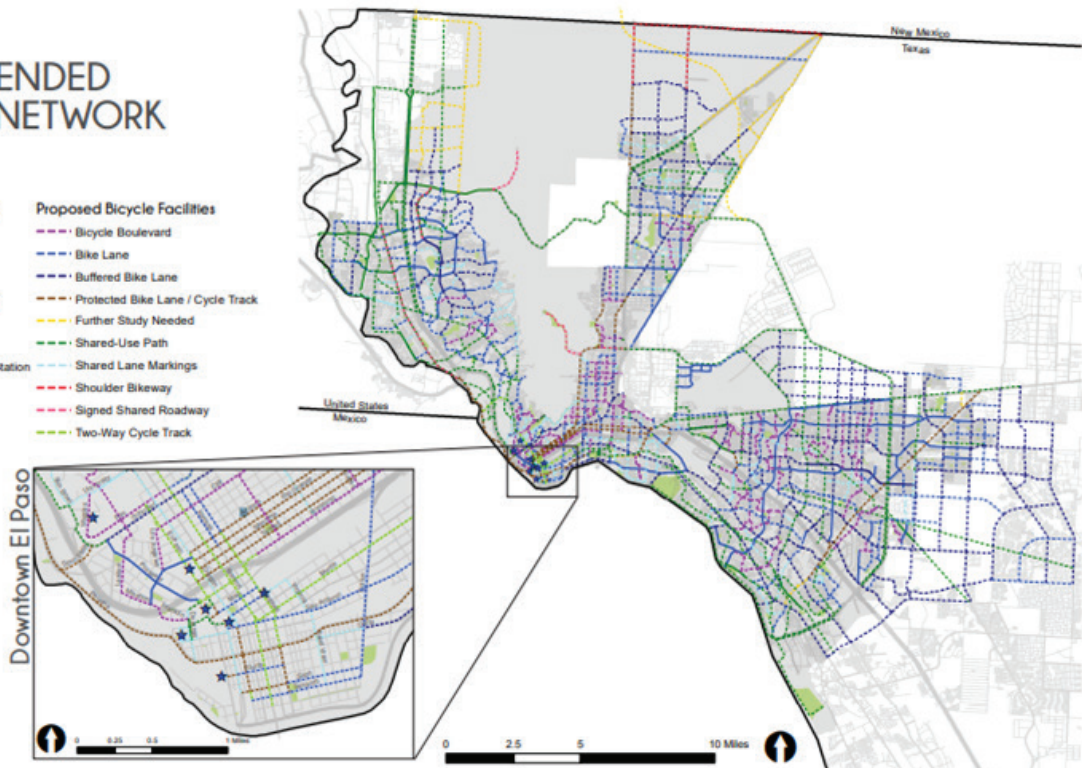 ENDED
NETWORK
Proposed Bicycle Facilities
Bicycle Boulevard
Bike Lane
Buffered Bike Lane
Protected Bike Lane / Cycle Track
Further Study Needed
Shared-Use Path
tation
Shared Lane Markings
Shoulder Bikeway
Signed Shared Roadway
Two-Way Cycle Track
New Mexico
Texas
United States
Mexico
Downtown El Paso
0 0.25 0.5 1 Miles
0 2.5 5 10 Miles